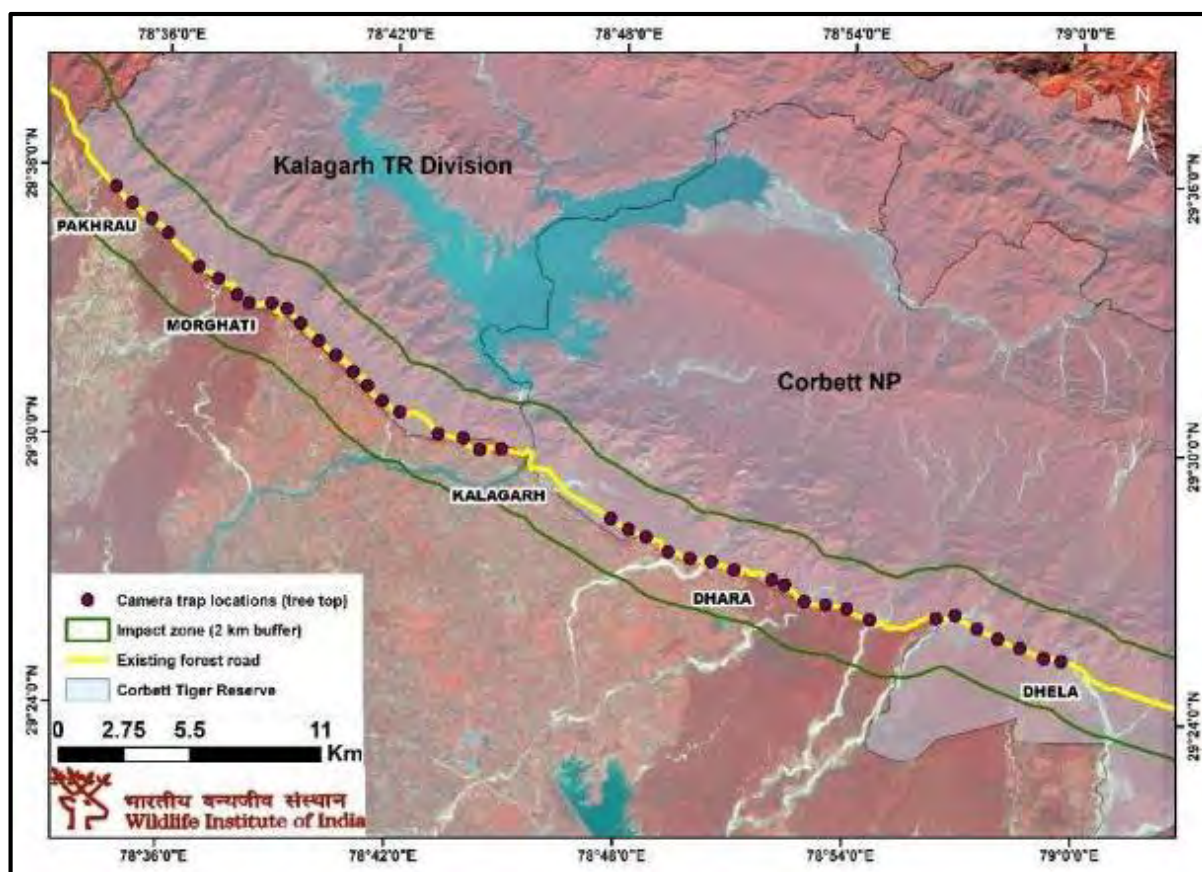 78°36'0"E 78°42'0"E 78°48'0"E 78°54'0"E 79°0'0"E
N
29°36'0"N
29°36'0"N
Kalagarh TR Division
PAKHRAU
MORGHATI
Corbett NP
29°30'0"N
29°30'0"N
KALAGARH
DHARA
DHELA
29°24'0"N
29°24'0"N
Camera trap locations (tree top)
Impact zone (2 km buffer)
Existing forest road
Corbett Tiger Reserve
0 2.75 5.5 11
Km
भारतीय वन्यजीव संस्थान
Wildlife Institute of India
78°36'0"E 78°42'0"E 78°48'0"E 78°54'0"E 79°0'0"E